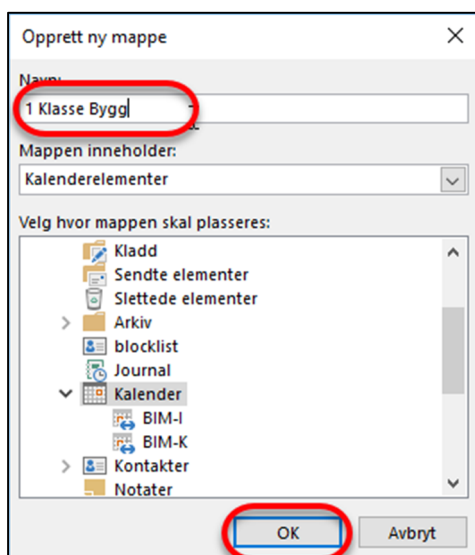 Opprett ny mappe
Navn:
1 Klasse Bygg
Mappen inneholder:
Kalenderelementer
Velg hvor mappen skal plasseres:
Kladd
Sendte elementer
Slettede elementer
Arkiv
blocklist
Journal
Kalender
BIM-I
BIM-K
Kontakter
Notater
OK Avbryt